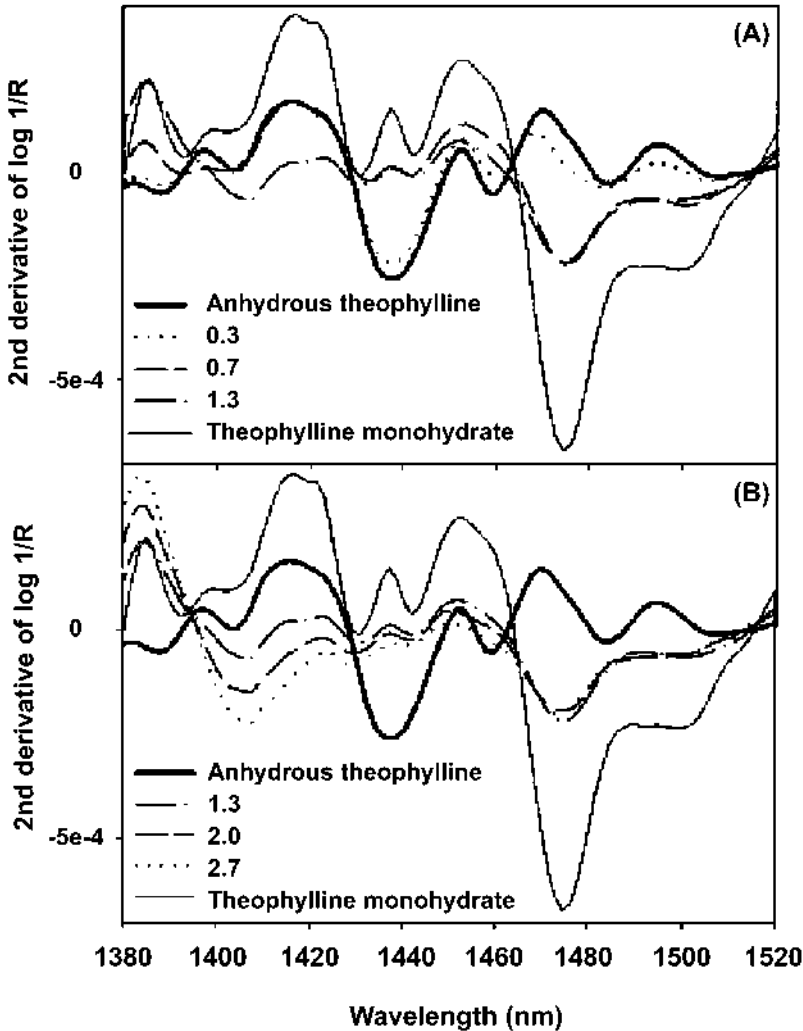 (A)
2nd derivative of log 1/R
0
-5e-4
Anhydrous theophylline
0.3
0.7
1.3
Theophylline monohydrate
(B)
2nd derivative of log 1/R
0
-5e-4
Anhydrous theophylline
1.3
2.0
2.7
Theophylline monohydrate
1380 1400 1420 1440 1460 1480 1500 1520
Wavelength (nm)